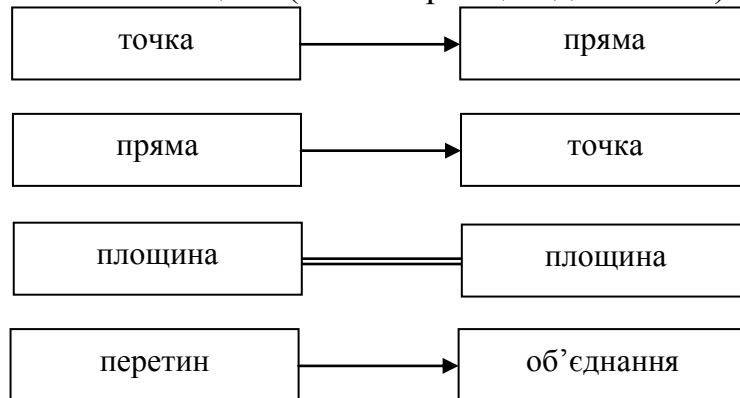 точка пряма
пряма точка
площина площина
перетин об’єднання